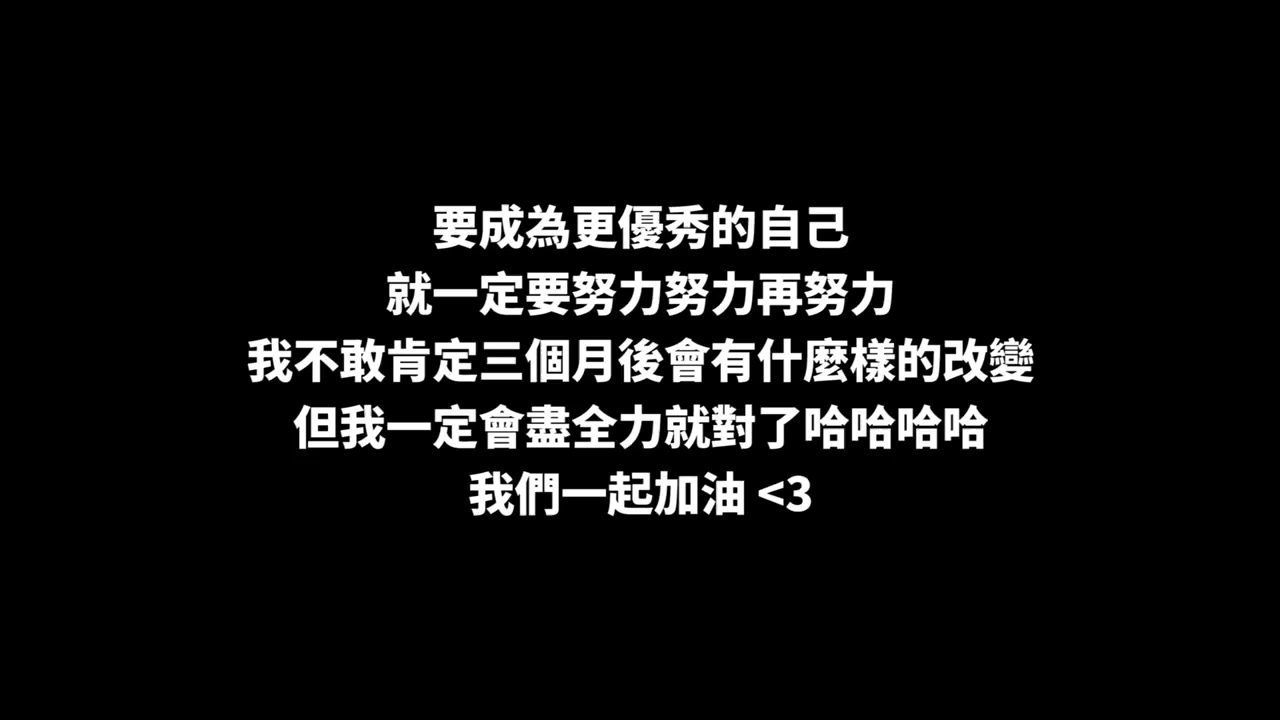 要成為更優秀的自己
就一定要努力努力再努力
我不敢肯定三個月後會有什麼樣的改變
但我一定會盡全力就對了哈哈哈哈
我們一起加油 <3